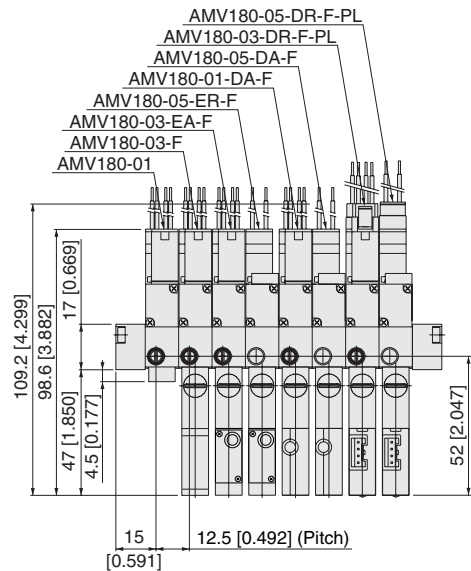 AMV180-05-DR-F-PL
AMV180-03-DR-F-PL
AMV180-05-DA-F
AMV180-01-DA-F
AMV180-05-ER-F
AMV180-03-EA-F
AMV180-03-F
AMV180-01
109.2 [4.299]
98.6 [3.882]
17 [0.669]
47 [1.850]
4.5 [0.177]
52 [2.047]
15
[0.591]
12.5 [0.492] (Pitch)